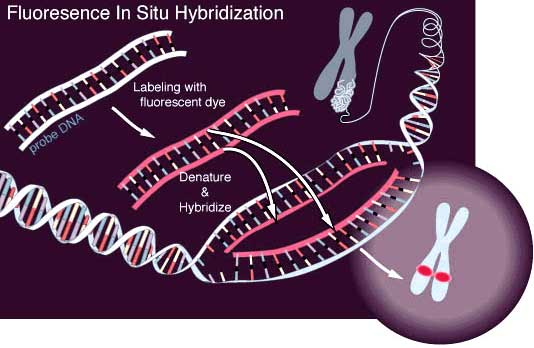 Fluoresence In Situ Hybridization
Labeling with
fluorescent dye
probe DNA
Denature
&
Hybridize